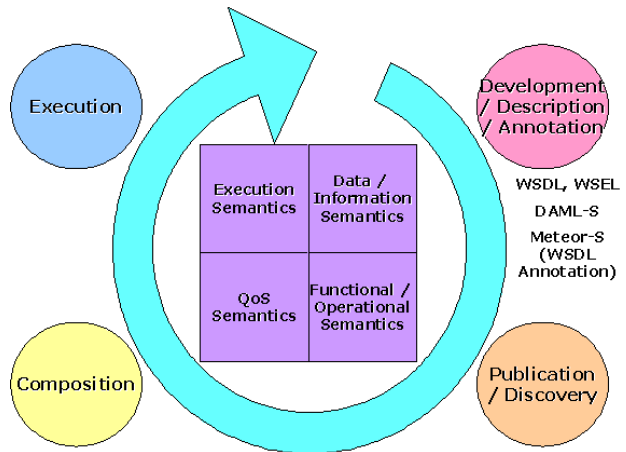 Execution
Development
/ Description
/ Annotation
WSDL, WSEL
DAML-S
Meteor-S
(WSDL
Annotation)
Execution
Semantics
Data /
Information
Semantics
QoS
Semantics
Functional /
Operational
Semantics
Composition
Publication
/ Discovery